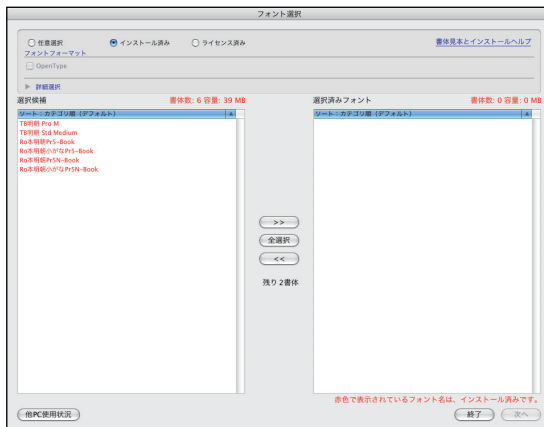 フォント選択
任意選択 インストール済み ライセンス済み 書体見本とインストールヘルプ
フォントフォーマット
OpenType
詳細選択
選択候補 書体数: 6 容量: 39 MB 選択済みフォント 書体数: 0 容量: 0 MB
ソート：カテゴリ順（デフォルト） ソート：カテゴリ順（デフォルト）
TB明朝 Pro M
TB明朝 Std Medium
Ro本明朝Pr5-Book
Ro本明朝小がなPr5-Book
Ro本明朝Pr5N-Book
Ro本明朝小がなPr5N-Book
>>
全選択
<<
残り 2書体
赤色で表示されているフォント名は、インストール済みです。
他PC使用状況 終了 次へ